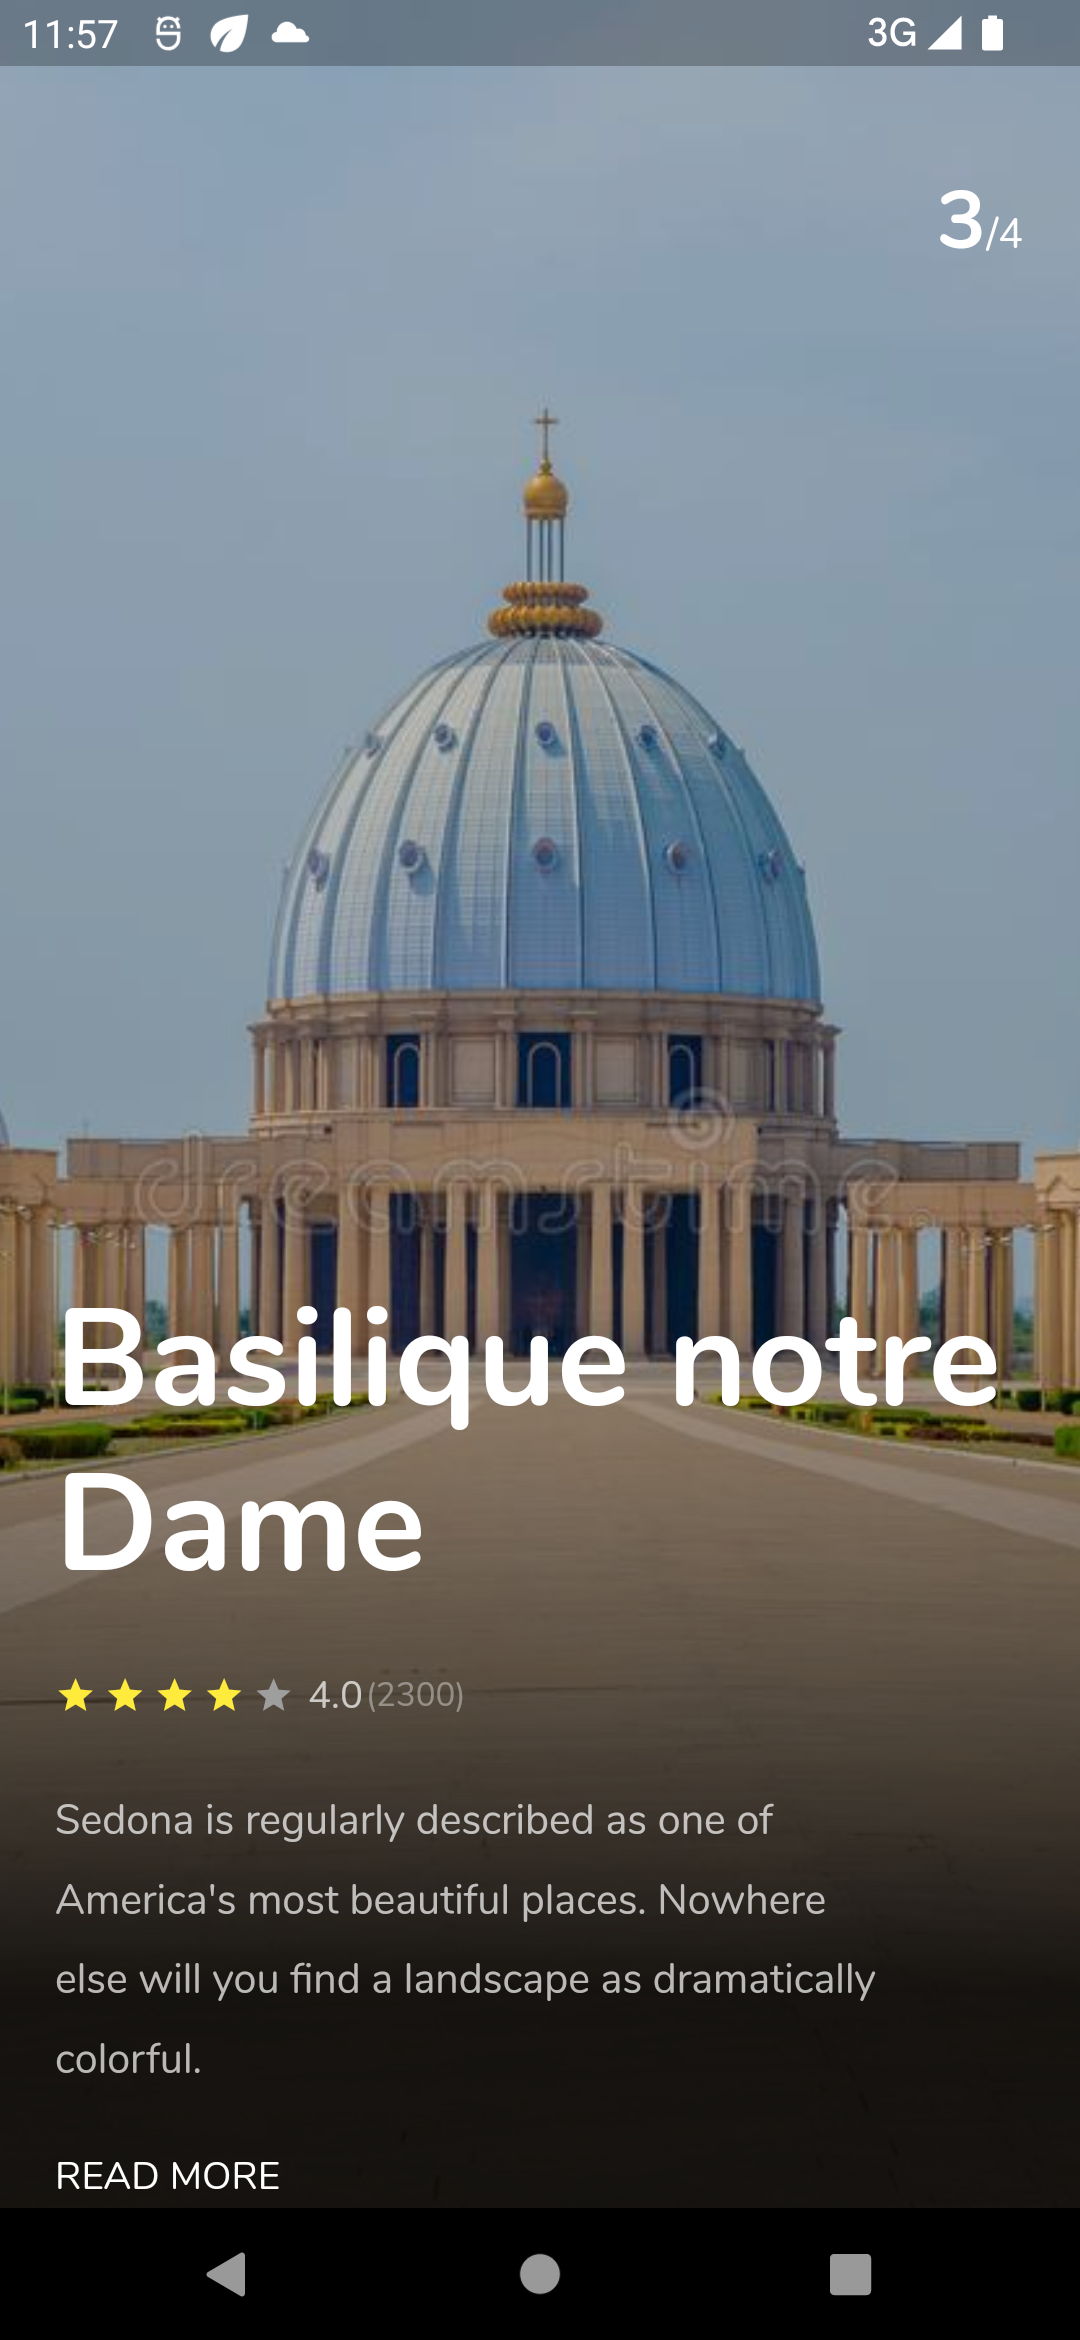 11:57 3G
3/4
dreamstime
Basilique notre
Dame
4.0 (2300)
Sedona is regularly described as one of
America's most beautiful places. Nowhere
else will you find a landscape as dramatically
colorful.
READ MORE